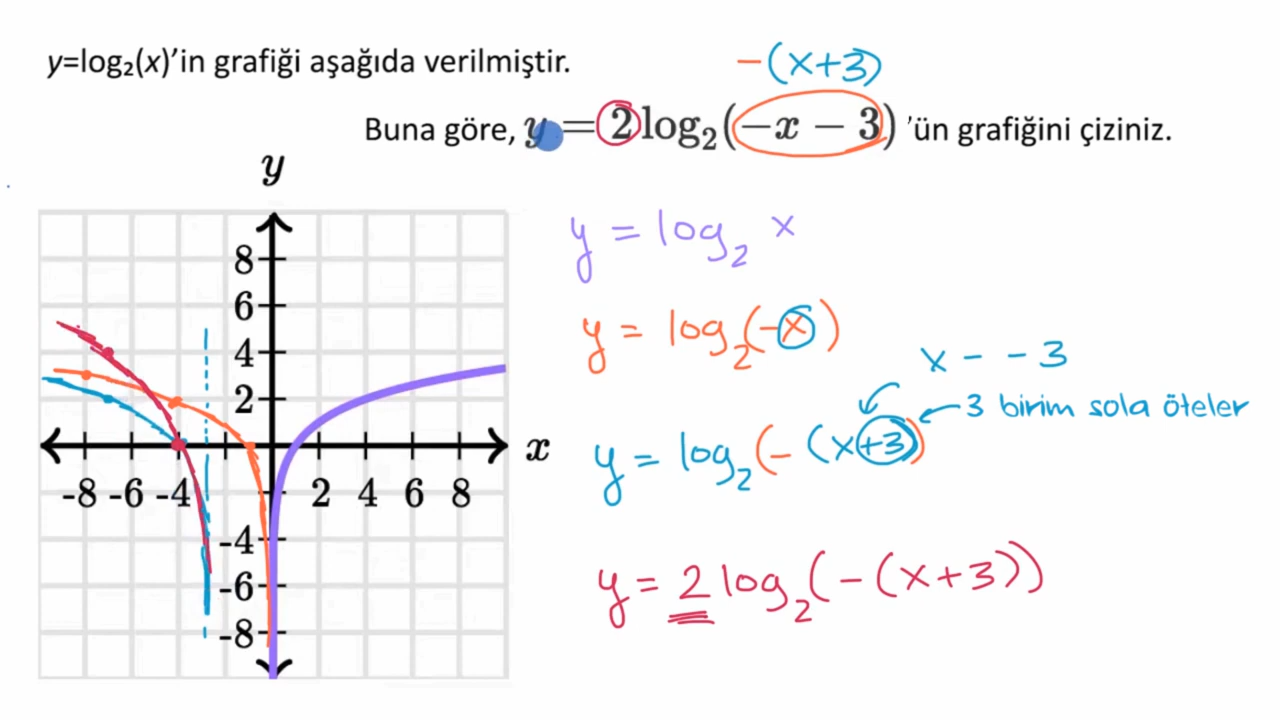 y=log₂(x)’in grafiği aşağıda verilmiştir.
-(x+3)
Buna göre, y = 2log₂(−x − 3) ’ün grafiğini çiziniz.
y
8
6
4
2
x
-8 -6 -4 2 4 6 8
-4
-6
-8
y = log₂ x
y = log₂(-x)
x - - 3
3 birim sola öteler
y = log₂(- (x+3))
y = 2 log₂(-(x+3))